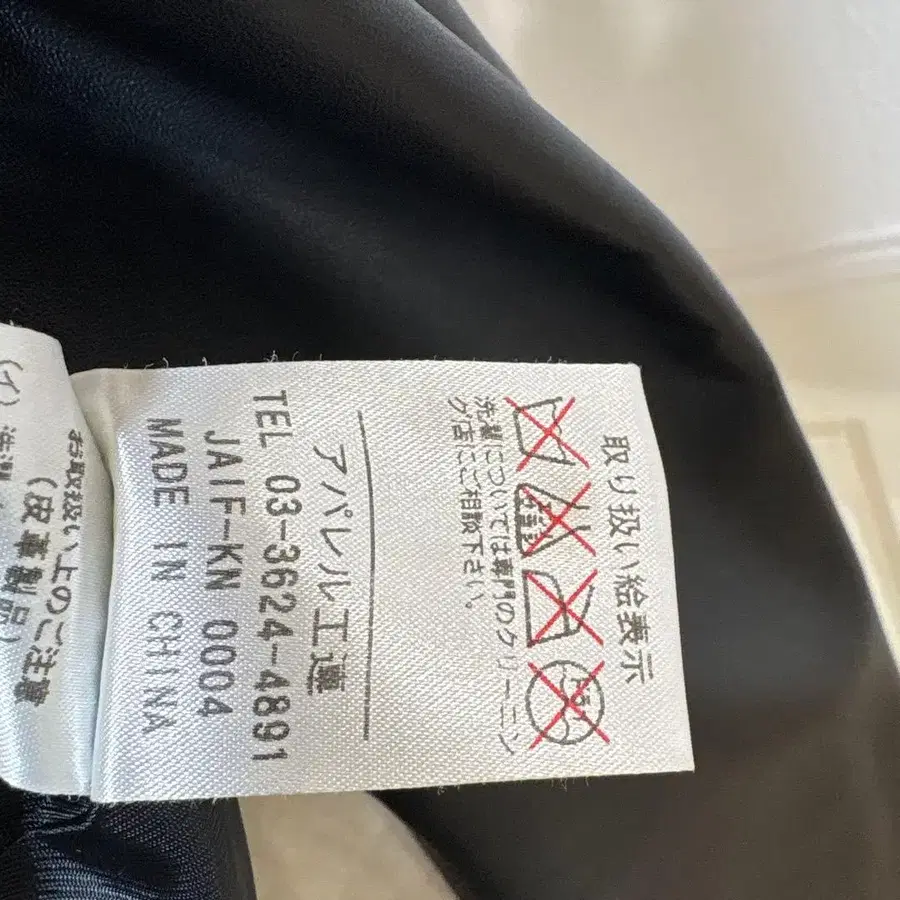 取り扱い絵表示
洗濯については専門のクリーニン
グ店にご相談下さい。
アパレル工連
TEL 03-3624-4891
JAIF-KN 0004
MADE IN CHINA
お取扱い上のご注意
(皮革製品)
(イ)